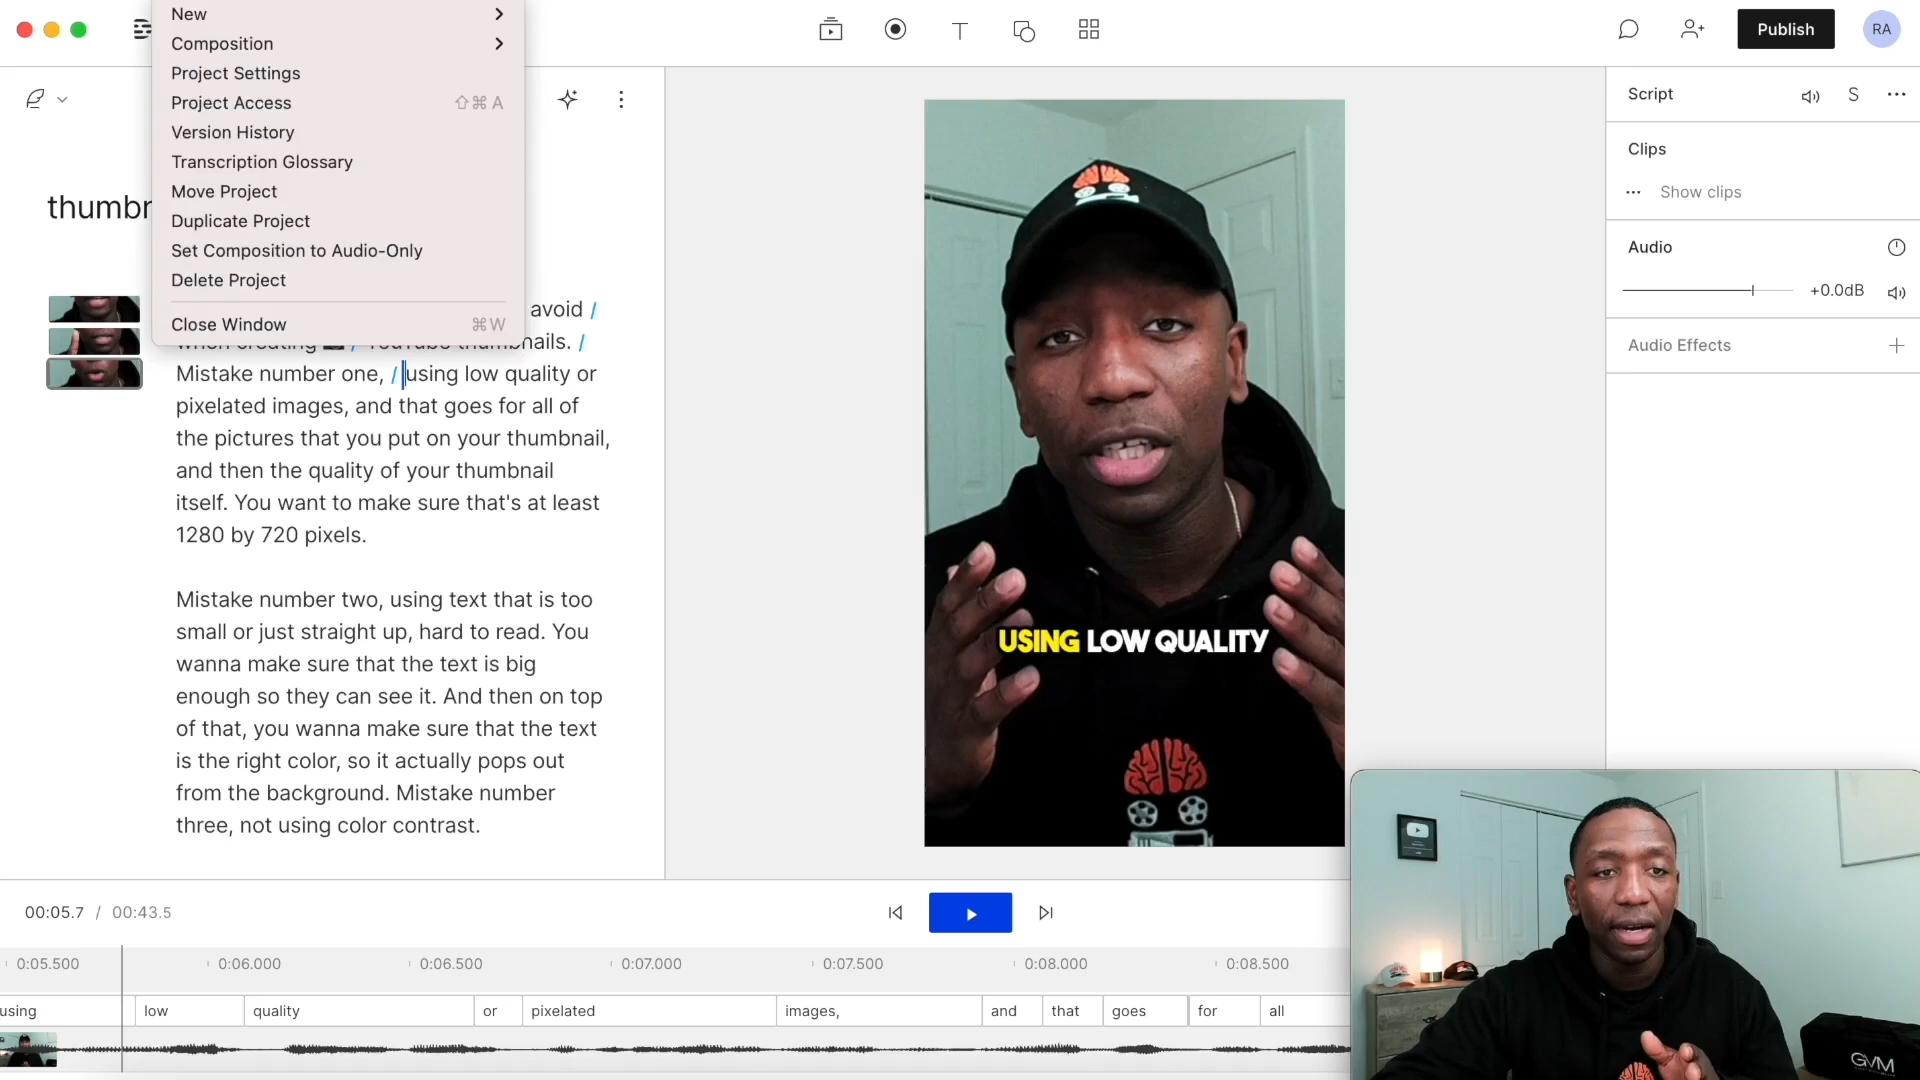 New
Composition
Project Settings
Project Access ⇧⌘ A
Version History
Transcription Glossary
Move Project
Duplicate Project
Set Composition to Audio-Only
Delete Project
Close Window ⌘W
Publish
RA
thumbn
avoid /
when creating / YouTube thumbnails. /
Mistake number one, / using low quality or
pixelated images, and that goes for all of
the pictures that you put on your thumbnail,
and then the quality of your thumbnail
itself. You want to make sure that's at least
1280 by 720 pixels.
Mistake number two, using text that is too
small or just straight up, hard to read. You
wanna make sure that the text is big
enough so they can see it. And then on top
of that, you wanna make sure that the text
is the right color, so it actually pops out
from the background. Mistake number
three, not using color contrast.
USING LOW QUALITY
Script S
Clips
Show clips
Audio
+0.0dB
Audio Effects
00:05.7 / 00:43.5
0:05.500 0:06.000 0:06.500 0:07.000 0:07.500 0:08.000 0:08.500
using low quality or pixelated images, and that goes for all
GVM